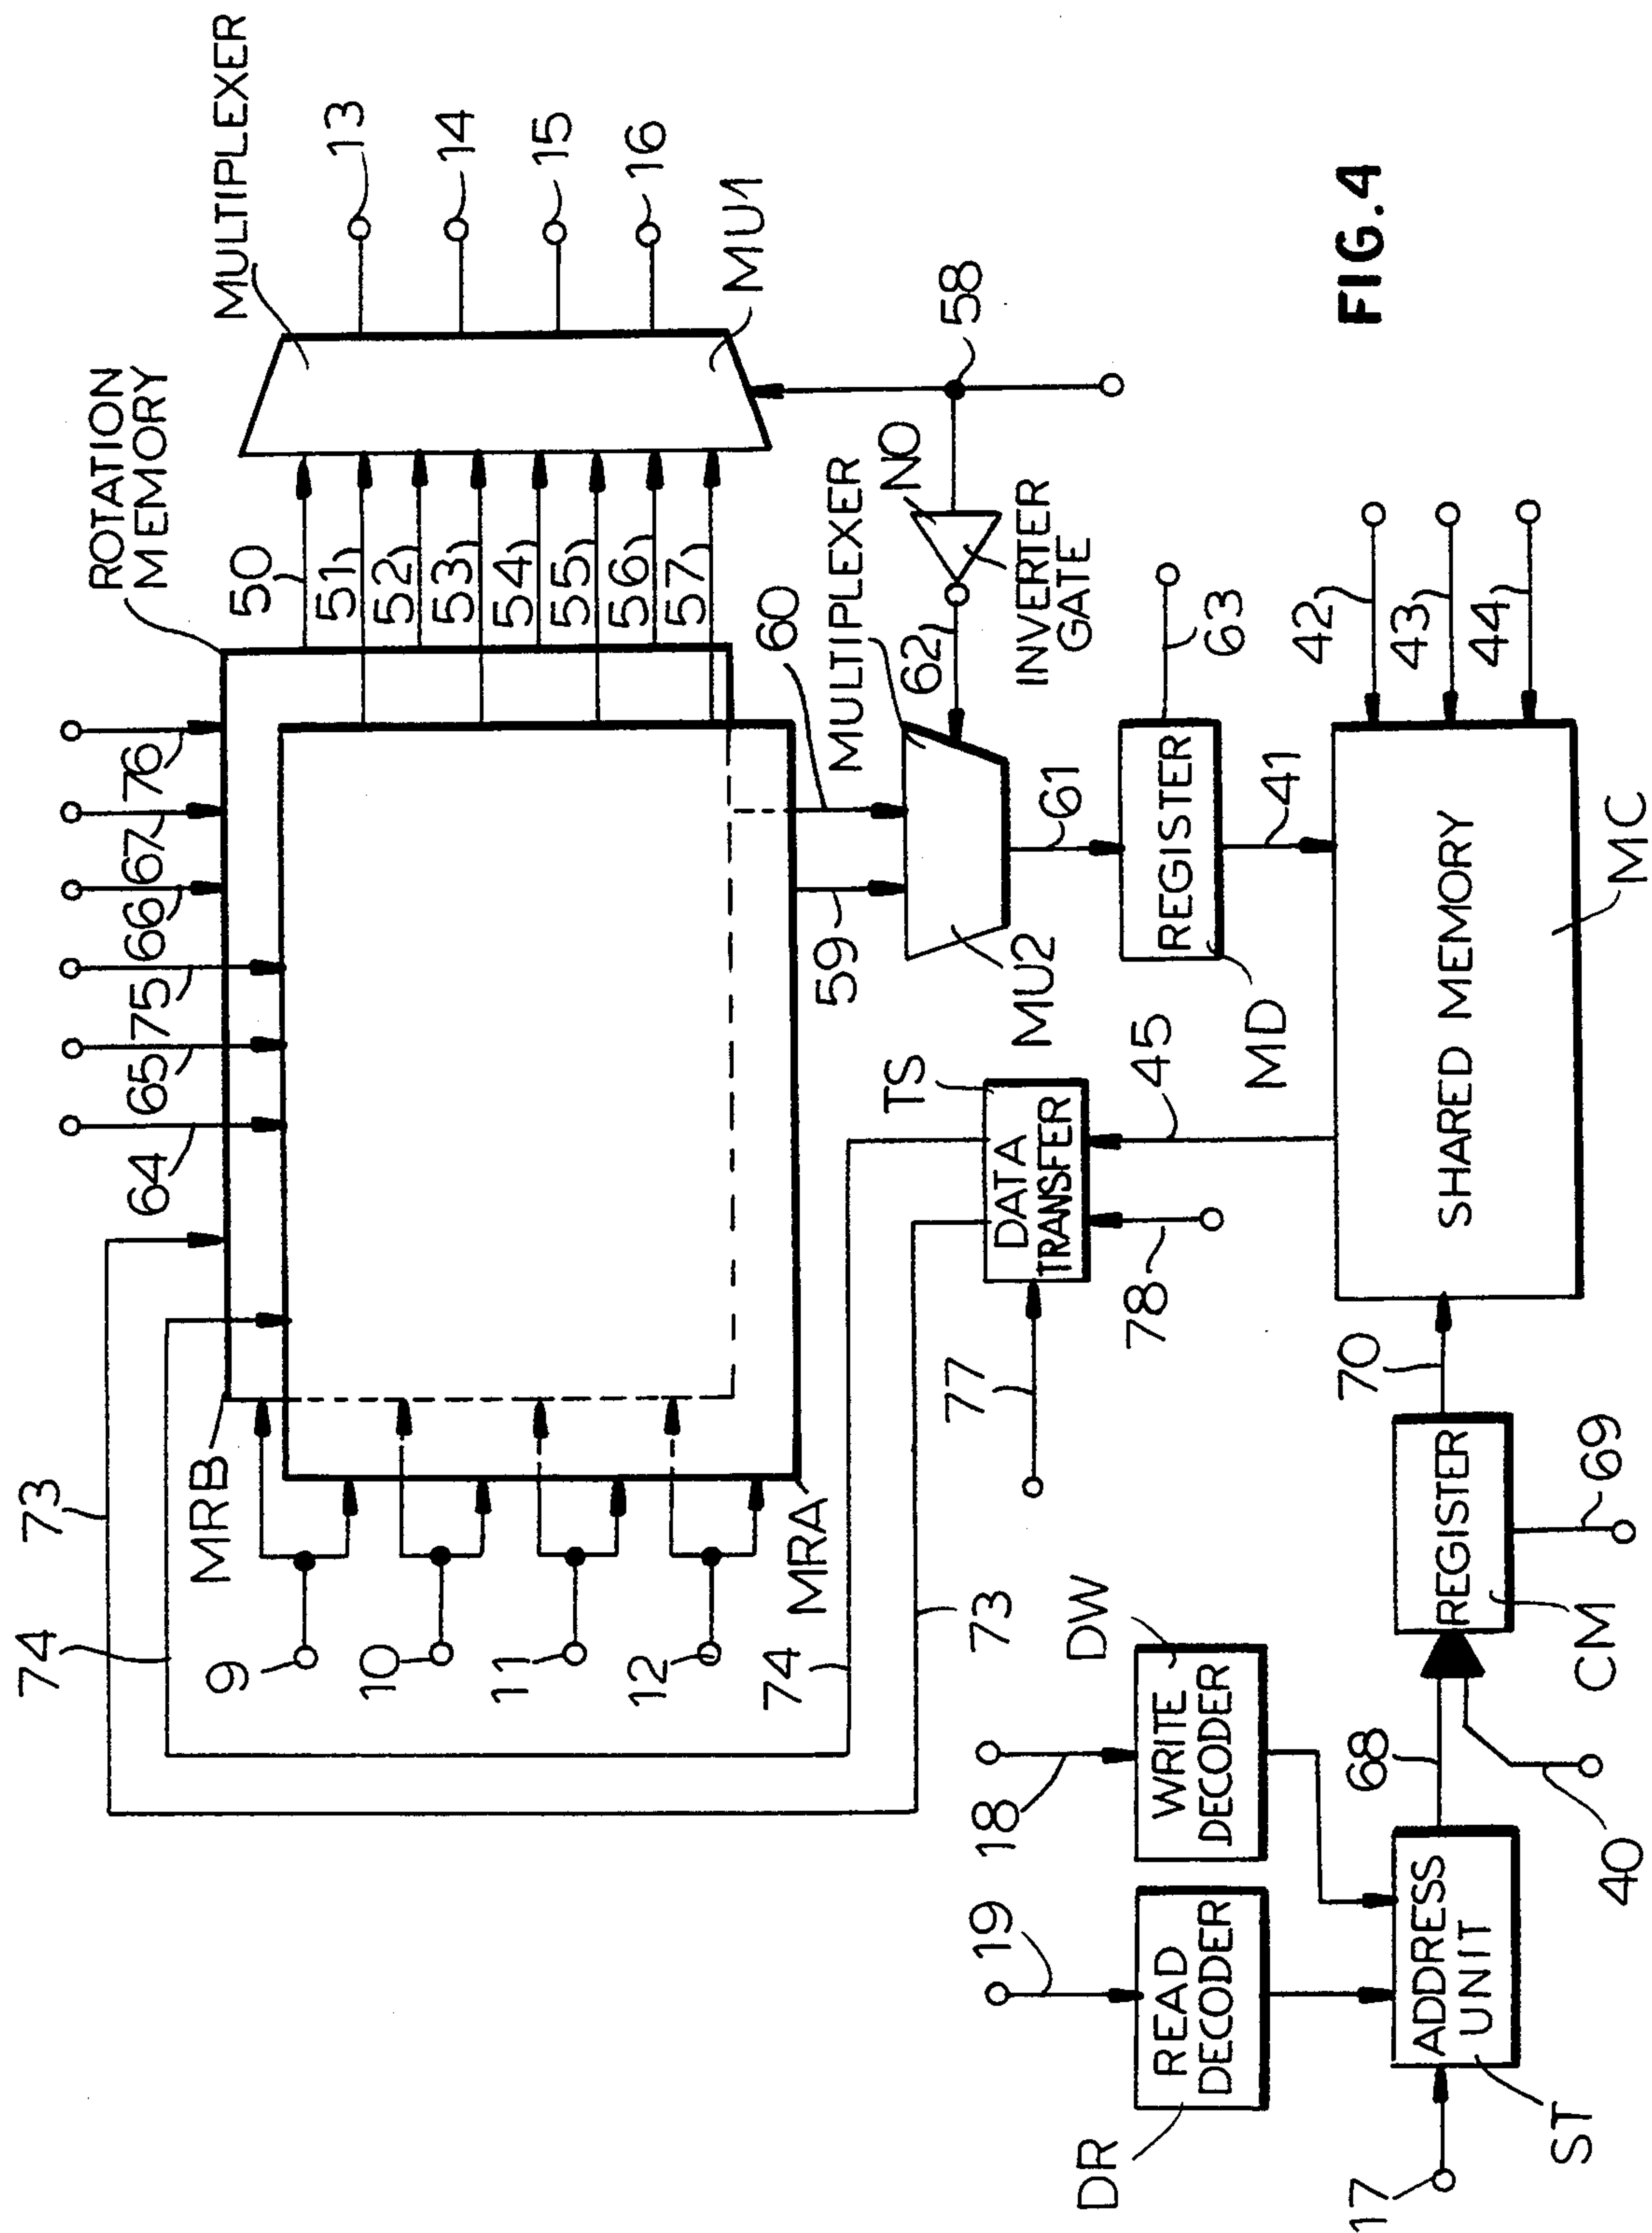 ROTATION
MEMORY
MULTIPLEXER
76
67
66
75
65
64
73
74
MRB
50
51
52
53
54
55
56
57
13
14
15
16
MU1
9
10
11
12
MRA
74
73
59
60
MULTIPLEXER
MU2
62
NO
INVERTER
GATE
58
61
REGISTER
63
MD
41
TS
DATA
TRANSFER
45
77
78
SHARED MEMORY
MC
42
43
44
70
REGISTER
CM
69
68
40
18
WRITE
DECODER
DW
19
READ
DECODER
DR
ADDRESS
UNIT
ST
17
FIG.4